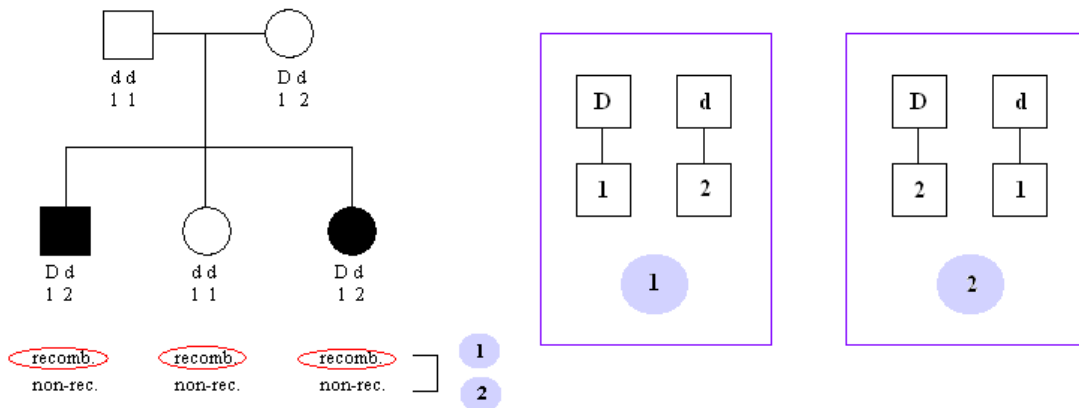 d d
1 1
D d
1 2
D d
1 2
d d
1 1
D d
1 2
recomb. recomb. recomb. 1
non-rec. non-rec. non-rec. 2
D d
1 2
1
D d
2 1
2